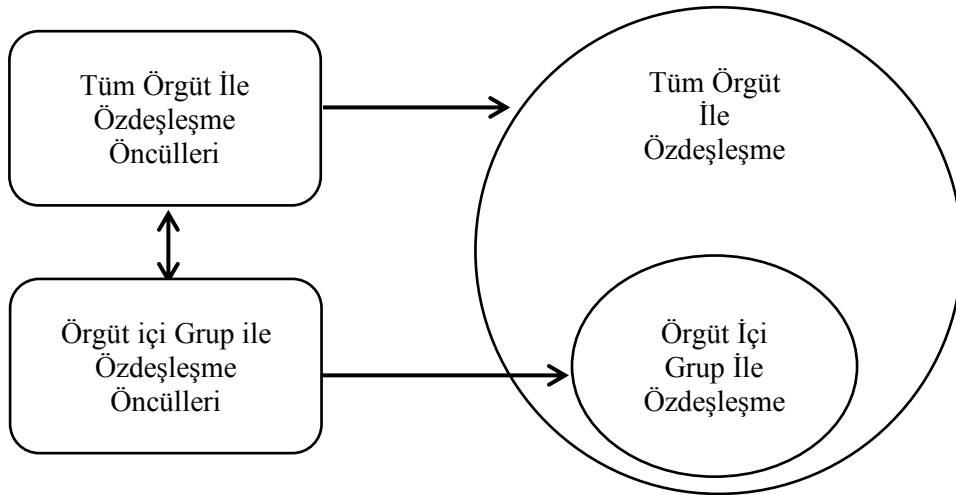 Tüm Örgüt İle
Özdeşleşme
Öncülleri
Tüm Örgüt
İle
Özdeşleşme
Örgüt içi Grup ile
Özdeşleşme
Öncülleri
Örgüt İçi
Grup İle
Özdeşleşme